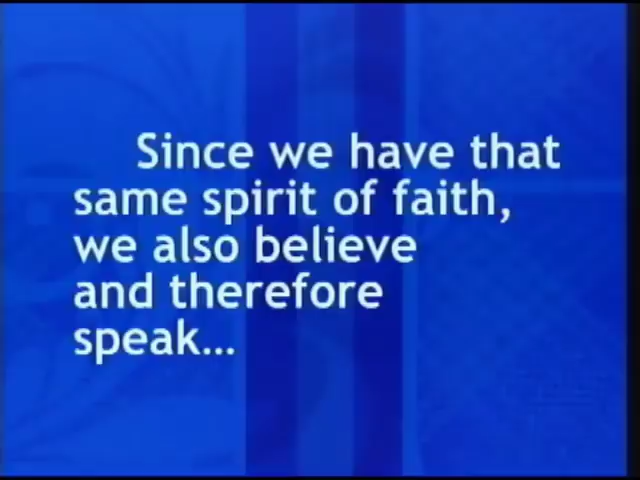 Since we have that
same spirit of faith,
we also believe
and therefore
speak...